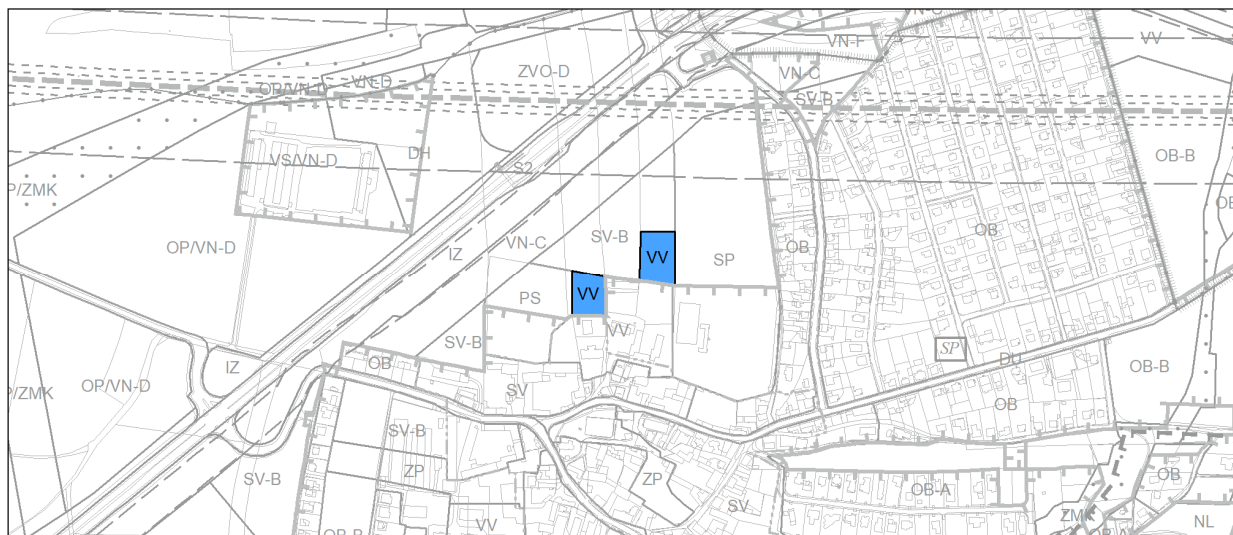 VN-F
VV
ZVO-D
VN-C
VN-D
OP/VN-D
SV-B
VS/VN-D
DH
S2
OB-B
P/ZMK
OP/VN-D
IZ
VN-C
SV-B
VV
SP
OB
OB
VV
PS
VV
SV-B
SP
DU
OB
IZ
OP/VN-D
P/ZMK
SV
OB-B
OB
SV-B
ZP
SV-B
ZP
SV
OB-A
OB
VV
ZMK
NL